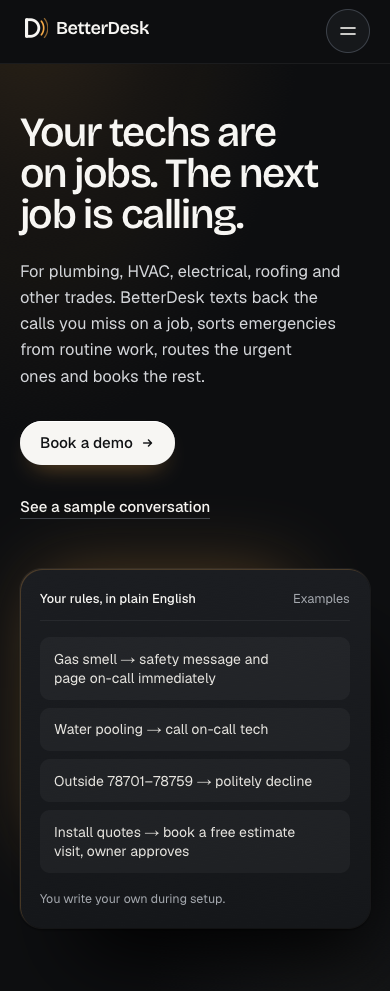 BetterDesk
Your techs are
on jobs. The next
job is calling.
For plumbing, HVAC, electrical, roofing and
other trades. BetterDesk texts back the
calls you miss on a job, sorts emergencies
from routine work, routes the urgent
ones and books the rest.
Book a demo →
See a sample conversation
Your rules, in plain English
Examples
Gas smell → safety message and
page on-call immediately
Water pooling → call on-call tech
Outside 78701–78759 → politely decline
Install quotes → book a free estimate
visit, owner approves
You write your own during setup.